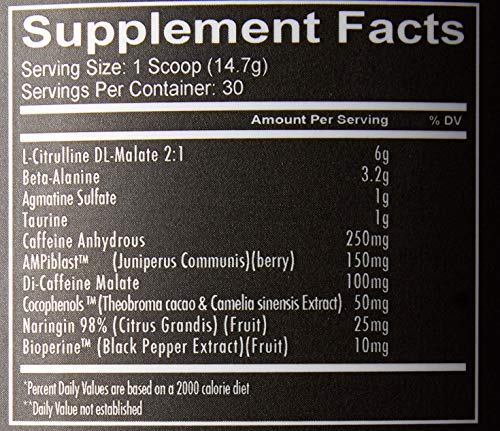 Supplement Facts
Serving Size: 1 Scoop (14.7g)
Servings Per Container: 30
Amount Per Serving % DV
L-Citrulline DL-Malate 2:1 6g
Beta-Alanine 3.2g
Agmatine Sulfate 1g
Taurine 1g
Caffeine Anhydrous 250mg
AMPiblast™ (Juniperus Communis)(berry) 150mg
Di-Caffeine Malate 100mg
Cocophenols™(Theobroma cacao & Camelia sinensis Extract) 50mg
Naringin 98% (Citrus Grandis) (Fruit) 25mg
Bioperine™ (Black Pepper Extract)(Fruit) 10mg
*Percent Daily Values are based on a 2000 calorie diet
**Daily Value not established